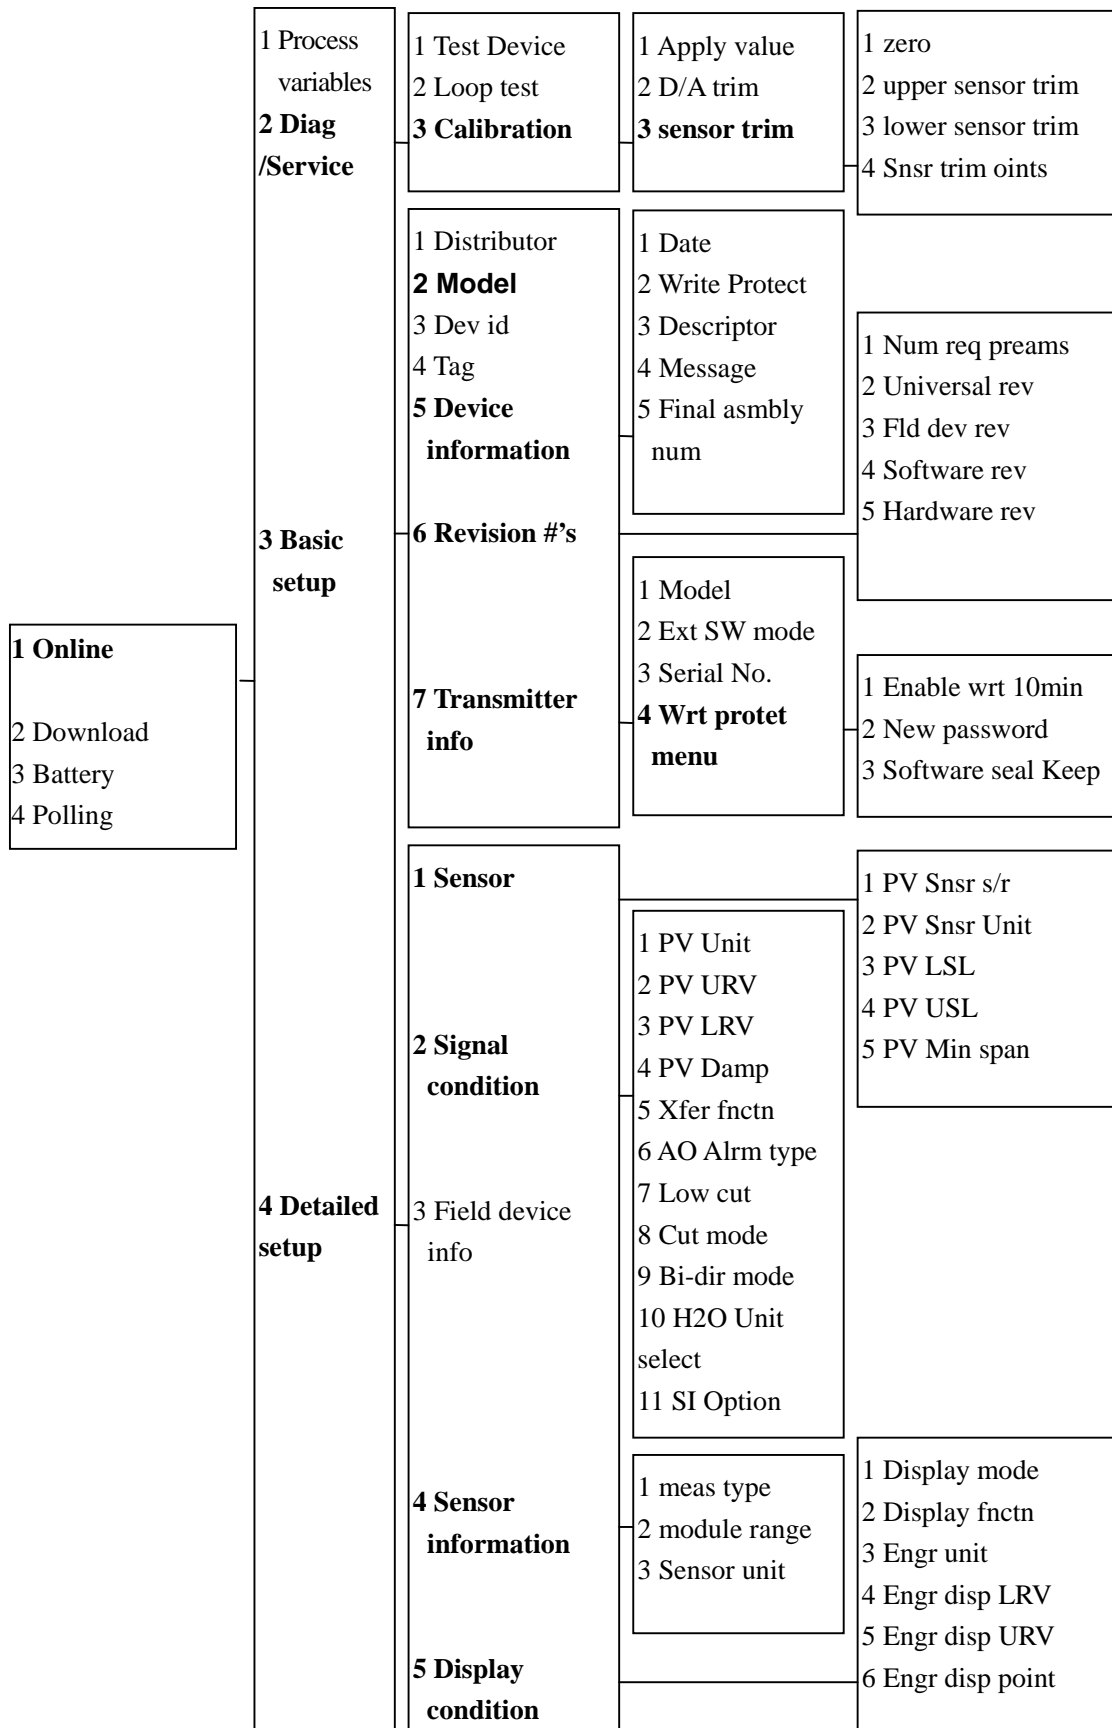 1 Online
2 Download
3 Battery
4 Polling
1 Process
variables
2 Diag
/Service
3 Basic
setup
4 Detailed
setup
1 Test Device
2 Loop test
3 Calibration
1 Apply value
2 D/A trim
3 sensor trim
1 zero
2 upper sensor trim
3 lower sensor trim
4 Snsr trim oints
1 Distributor
2 Model
3 Dev id
4 Tag
5 Device
information
6 Revision #’s
7 Transmitter
info
1 Date
2 Write Protect
3 Descriptor
4 Message
5 Final asmbly
num
1 Num req preams
2 Universal rev
3 Fld dev rev
4 Software rev
5 Hardware rev
1 Model
2 Ext SW mode
3 Serial No.
4 Wrt protet
menu
1 Enable wrt 10min
2 New password
3 Software seal Keep
1 Sensor
2 Signal
condition
3 Field device
info
4 Sensor
information
5 Display
condition
1 PV Snsr s/r
2 PV Snsr Unit
3 PV LSL
4 PV USL
5 PV Min span
1 PV Unit
2 PV URV
3 PV LRV
4 PV Damp
5 Xfer fnctn
6 AO Alrm type
7 Low cut
8 Cut mode
9 Bi-dir mode
10 H2O Unit
select
11 SI Option
1 meas type
2 module range
3 Sensor unit
1 Display mode
2 Display fnctn
3 Engr unit
4 Engr disp LRV
5 Engr disp URV
6 Engr disp point